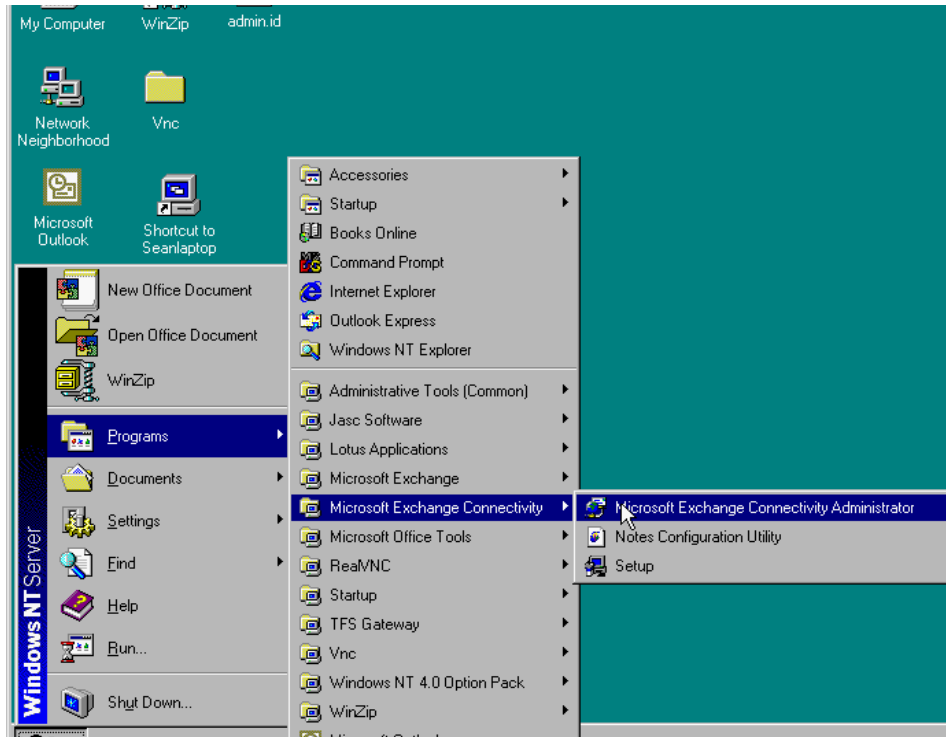 My Computer
WinZip
admin.id
Network
Neighborhood
Vnc
Microsoft
Outlook
Shortcut to
Seanlaptop
Windows NT Server
New Office Document
Open Office Document
WinZip
Programs
Documents
Settings
Find
Help
Run...
Shut Down...
Accessories
Startup
Books Online
Command Prompt
Internet Explorer
Outlook Express
Windows NT Explorer
Administrative Tools (Common)
Jasc Software
Lotus Applications
Microsoft Exchange
Microsoft Exchange Connectivity
Microsoft Office Tools
RealVNC
Startup
TFS Gateway
Vnc
Windows NT 4.0 Option Pack
WinZip
Microsoft Exchange Connectivity Administrator
Notes Configuration Utility
Setup